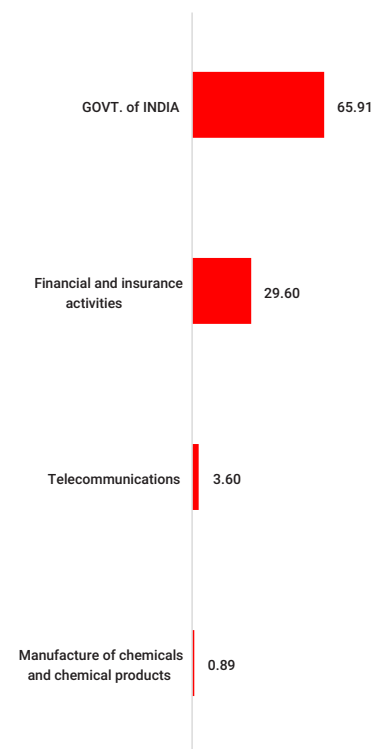 GOVT. of INDIA
65.91
Financial and insurance
activities
29.60
Telecommunications
3.60
Manufacture of chemicals
and chemical products
0.89